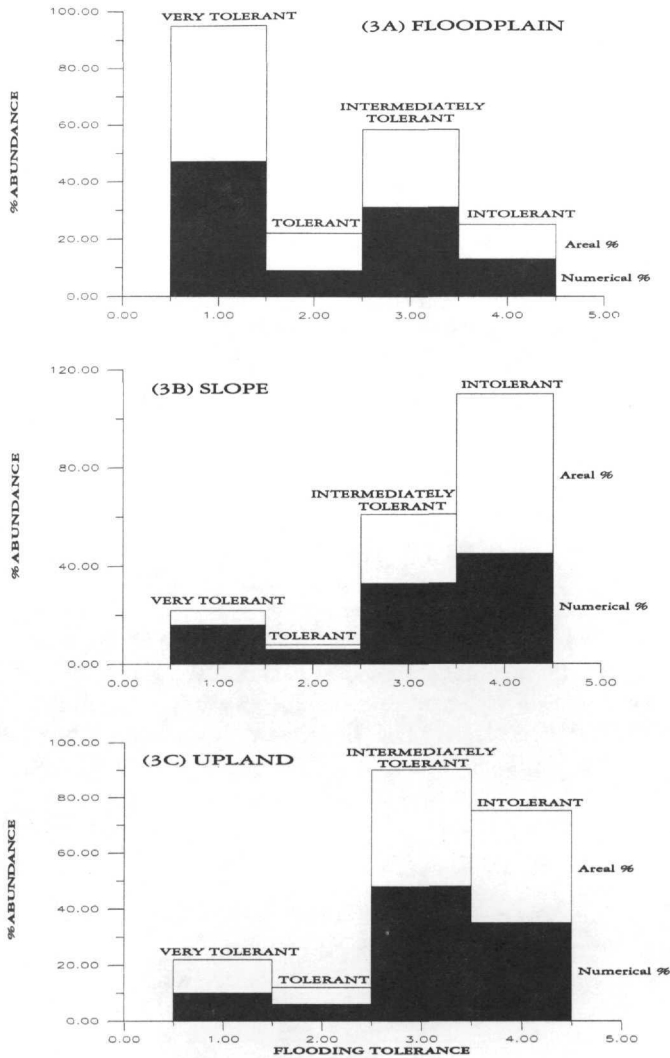 100.00
VERY TOLERANT
(3A) FLOODPLAIN
80.00
INTERMEDIATELY
TOLERANT
60.00
% ABUNDANCE
40.00
TOLERANT
INTOLERANT
20.00
Areal %
Numerical %
0.00
0.00 1.00 2.00 3.00 4.00 5.00
120.00
(3B) SLOPE
INTOLERANT
80.00
Areal %
INTERMEDIATELY
TOLERANT
% ABUNDANCE
40.00
VERY TOLERANT
Numerical %
TOLERANT
0.00
0.00 1.00 2.00 3.00 4.00 5.00
100.00
(3C) UPLAND
INTERMEDIATELY
TOLERANT
80.00
INTOLERANT
60.00
Areal %
% ABUNDANCE
40.00
VERY TOLERANT
20.00
TOLERANT
Numerical %
0.00
0.00 1.00 2.00 3.00 4.00 5.00
FLOODING TOLERANCE